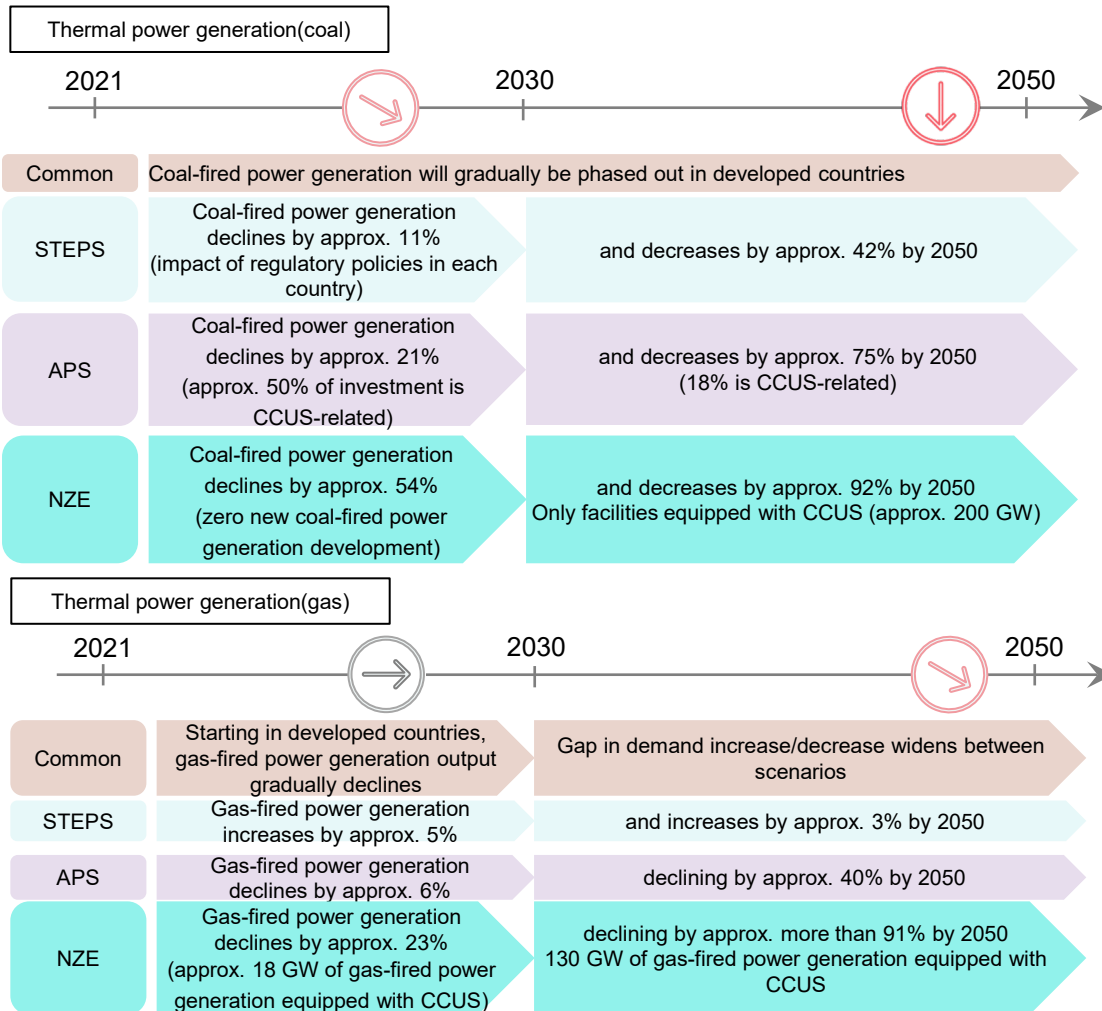 Thermal power generation(coal)
2021
2030
2050
Common
Coal-fired power generation will gradually be phased out in developed countries
STEPS
Coal-fired power generation
declines by approx. 11%
(impact of regulatory policies in each
country)
and decreases by approx. 42% by 2050
APS
Coal-fired power generation
declines by approx. 21%
(approx. 50% of investment is
CCUS-related)
and decreases by approx. 75% by 2050
(18% is CCUS-related)
NZE
Coal-fired power generation
declines by approx. 54%
(zero new coal-fired power
generation development)
and decreases by approx. 92% by 2050
Only facilities equipped with CCUS (approx. 200 GW)
Thermal power generation(gas)
2021
2030
2050
Common
Starting in developed countries,
gas-fired power generation output
gradually declines
Gap in demand increase/decrease widens between
scenarios
STEPS
Gas-fired power generation
increases by approx. 5%
and increases by approx. 3% by 2050
APS
Gas-fired power generation
declines by approx. 6%
declining by approx. 40% by 2050
NZE
Gas-fired power generation
declines by approx. 23%
(approx. 18 GW of gas-fired power
generation equipped with CCUS)
declining by approx. more than 91% by 2050
130 GW of gas-fired power generation equipped with
CCUS